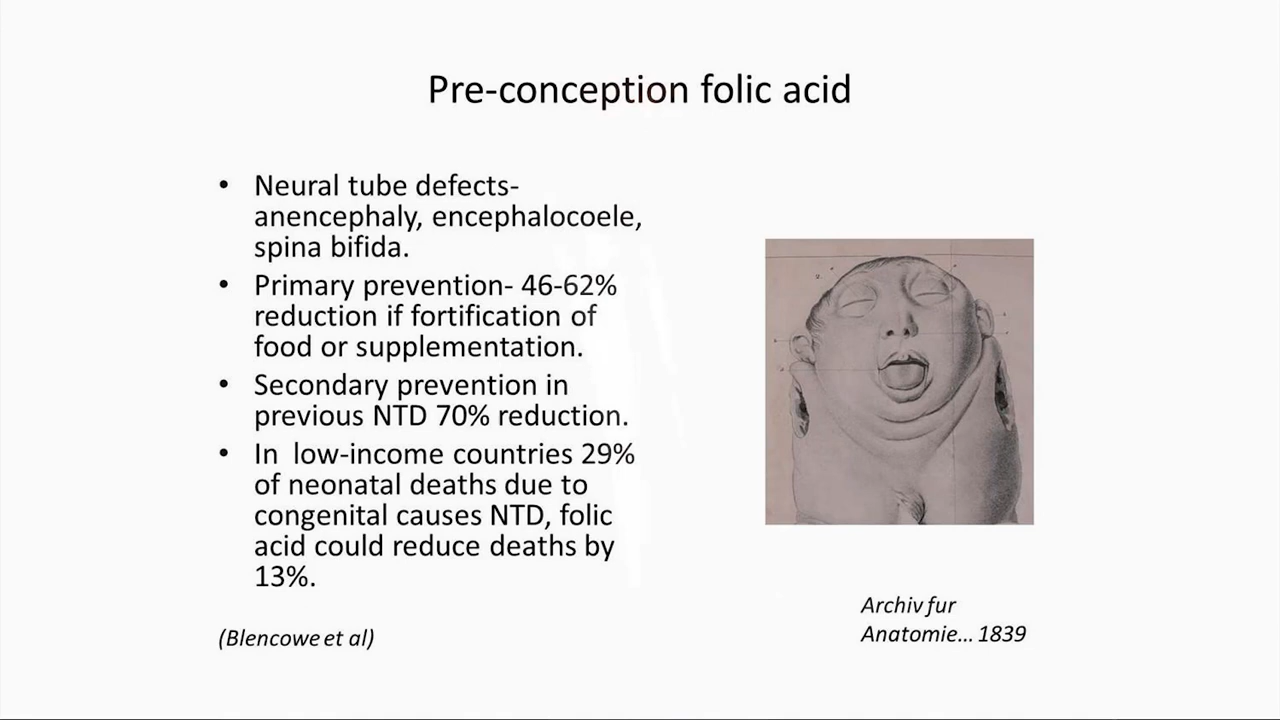 Pre-conception folic acid
• Neural tube defects-
anencephaly, encephalocoele,
spina bifida.
• Primary prevention- 46-62%
reduction if fortification of
food or supplementation.
• Secondary prevention in
previous NTD 70% reduction.
• In  low-income countries 29%
of neonatal deaths due to
congenital causes NTD, folic
acid could reduce deaths by
13%.
(Blencowe et al)
2.
Archiv fur
Anatomie... 1839